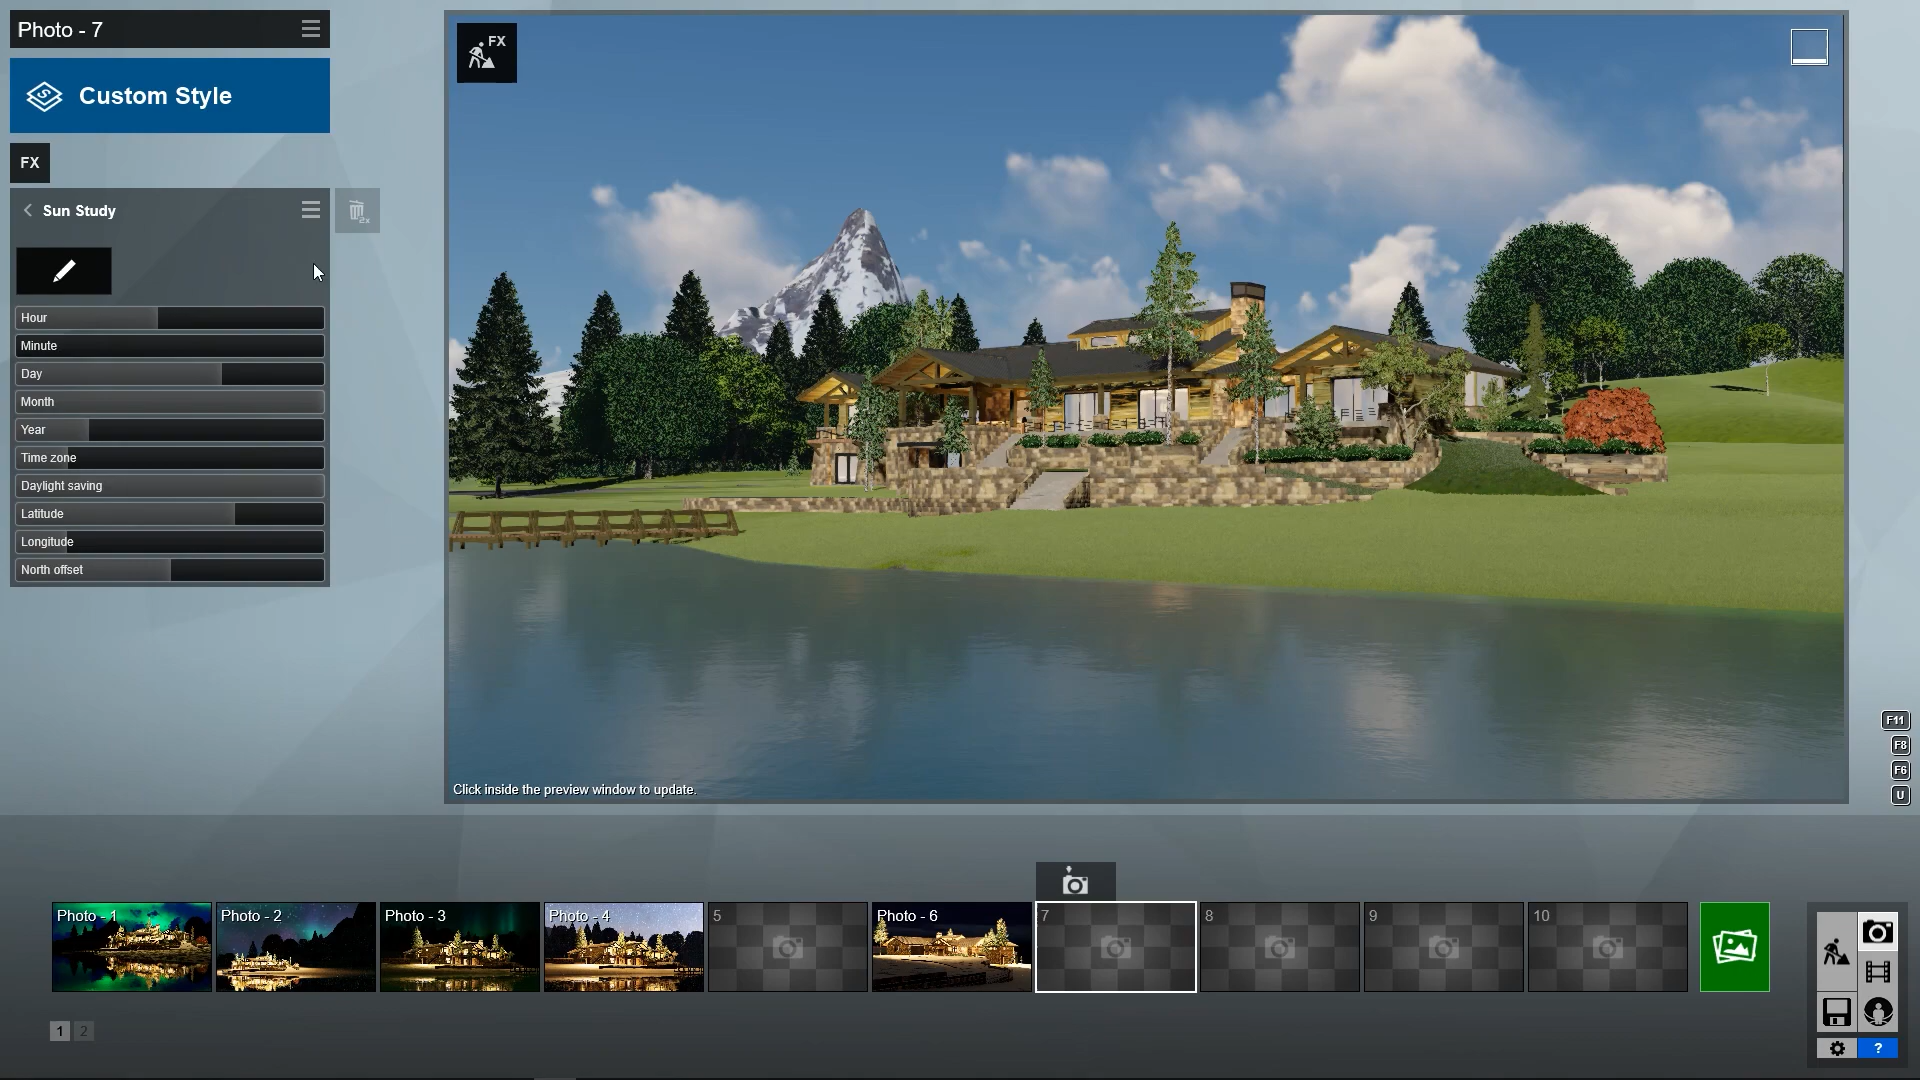 Photo - 7
Custom Style
FX
Sun Study
2x
Hour
Minute
Day
Month
Year
Time zone
Daylight saving
Latitude
Longitude
North offset
FX
Click inside the preview window to update.
F11
F8
F6
U
Photo - 1
Photo - 2
Photo - 3
Photo - 4
5
Photo - 6
7
8
9
10
1
2
?